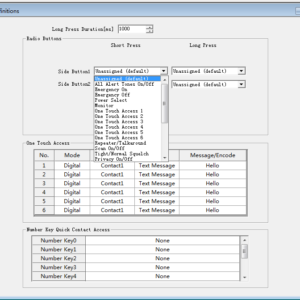 finitions
Long Press Duration[ms] 1000
Radio Buttons
Short Press Long Press
Side Button1 Unassigned (default) Unassigned (default)
Side Button2 Unassigned (default) Unassigned (default)
All Alert Tones On/Off
Emergency On
Emergency Off
Power Select
Monitor
One Touch Access 1
One Touch Access 2
One Touch Access 3
One Touch Access 4
One Touch Access 5
One Touch Access 6
Repeater/Talkaround
Scan On/Off
Tight/Normal Squelch
Privacy On/Off
One Touch Access
No. Mode Message/Encode
1 Digital Contact1 Text Message Hello
2 Digital Contact1 Text Message Hello
3 Digital Contact1 Text Message Hello
4 Digital Contact1 Text Message Hello
5 Digital Contact1 Text Message Hello
6 Digital Contact1 Text Message Hello
Number Key Quick Contact Access
Number Key0 None
Number Key1 None
Number Key2 None
Number Key3 None
Number Key4 None